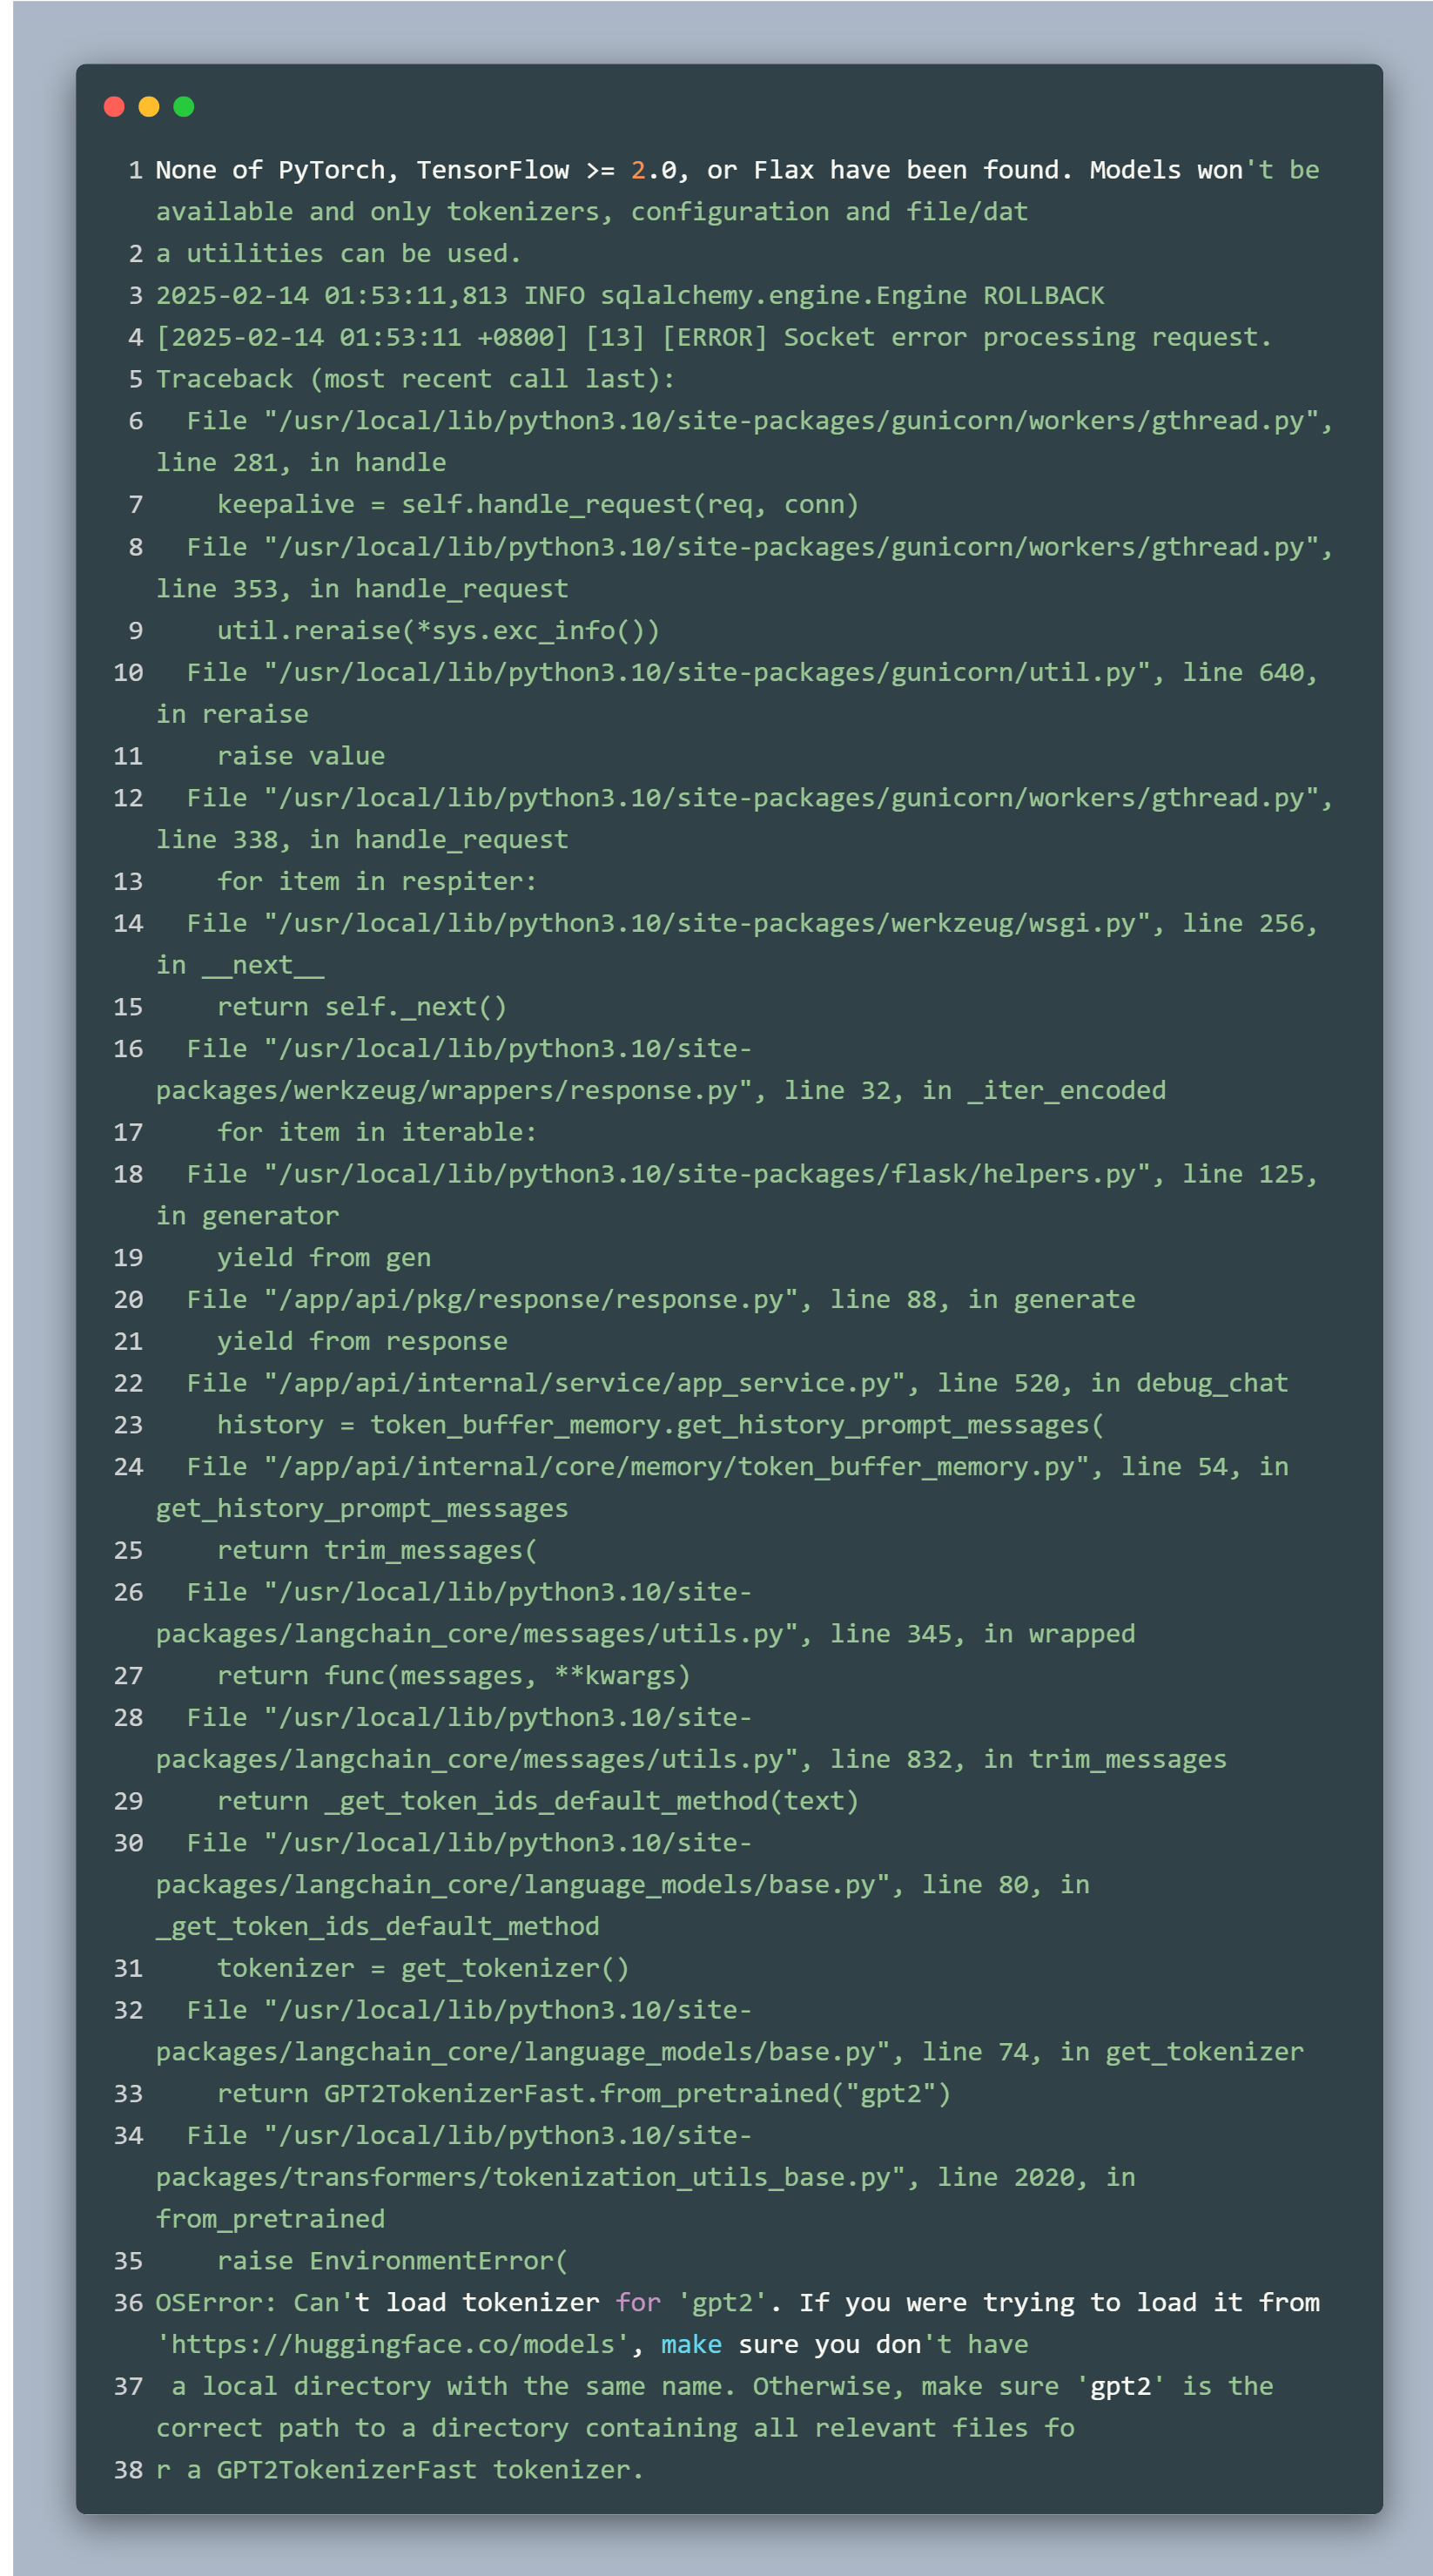 1 None of PyTorch, TensorFlow >= 2.0, or Flax have been found. Models won't be
available and only tokenizers, configuration and file/dat
2 a utilities can be used.
3 2025-02-14 01:53:11,813 INFO sqlalchemy.engine.Engine ROLLBACK
4 [2025-02-14 01:53:11 +0800] [13] [ERROR] Socket error processing request.
5 Traceback (most recent call last):
6   File "/usr/local/lib/python3.10/site-packages/gunicorn/workers/gthread.py",
line 281, in handle
7     keepalive = self.handle_request(req, conn)
8   File "/usr/local/lib/python3.10/site-packages/gunicorn/workers/gthread.py",
line 353, in handle_request
9     util.reraise(*sys.exc_info())
10   File "/usr/local/lib/python3.10/site-packages/gunicorn/util.py", line 640,
in reraise
11     raise value
12   File "/usr/local/lib/python3.10/site-packages/gunicorn/workers/gthread.py",
line 338, in handle_request
13     for item in respiter:
14   File "/usr/local/lib/python3.10/site-packages/werkzeug/wsgi.py", line 256,
in __next__
15     return self._next()
16   File "/usr/local/lib/python3.10/site-
packages/werkzeug/wrappers/response.py", line 32, in _iter_encoded
17     for item in iterable:
18   File "/usr/local/lib/python3.10/site-packages/flask/helpers.py", line 125,
in generator
19     yield from gen
20   File "/app/api/pkg/response/response.py", line 88, in generate
21     yield from response
22   File "/app/api/internal/service/app_service.py", line 520, in debug_chat
23     history = token_buffer_memory.get_history_prompt_messages(
24   File "/app/api/internal/core/memory/token_buffer_memory.py", line 54, in
get_history_prompt_messages
25     return trim_messages(
26   File "/usr/local/lib/python3.10/site-
packages/langchain_core/messages/utils.py", line 345, in wrapped
27     return func(messages, **kwargs)
28   File "/usr/local/lib/python3.10/site-
packages/langchain_core/messages/utils.py", line 832, in trim_messages
29     return _get_token_ids_default_method(text)
30   File "/usr/local/lib/python3.10/site-
packages/langchain_core/language_models/base.py", line 80, in
_get_token_ids_default_method
31     tokenizer = get_tokenizer()
32   File "/usr/local/lib/python3.10/site-
packages/langchain_core/language_models/base.py", line 74, in get_tokenizer
33     return GPT2TokenizerFast.from_pretrained("gpt2")
34   File "/usr/local/lib/python3.10/site-
packages/transformers/tokenization_utils_base.py", line 2020, in
from_pretrained
35     raise EnvironmentError(
36 OSError: Can't load tokenizer for 'gpt2'. If you were trying to load it from
'https://huggingface.co/models', make sure you don't have
37  a local directory with the same name. Otherwise, make sure 'gpt2' is the
correct path to a directory containing all relevant files fo
38 r a GPT2TokenizerFast tokenizer.